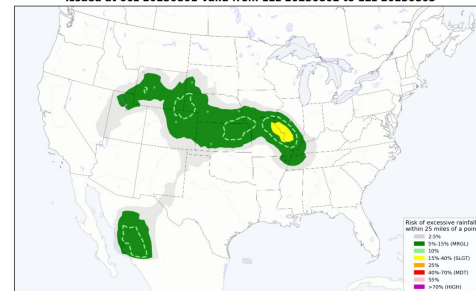 Risk of excessive rainfall
within 25 miles of a point
2.5%
5%-15% (MRGL)
10%
15%-40% (SLGT)
25%
40%-70% (MDT)
55%
>70% (HIGH)